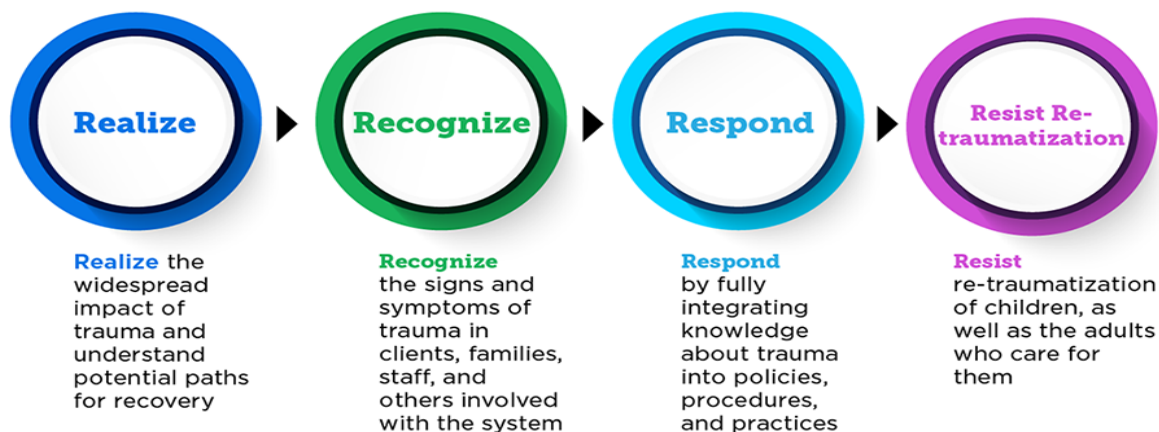 Realize
Recognize
Respond
Resist Re-
traumatization
Realize the
widespread
impact of
trauma and
understand
potential paths
for recovery
Recognize
the signs and
symptoms of
trauma in
clients, families,
staff, and
others involved
with the system
Respond
by fully
integrating
knowledge
about trauma
into policies,
procedures,
and practices
Resist
re-traumatization
of children, as
well as the adults
who care for
them